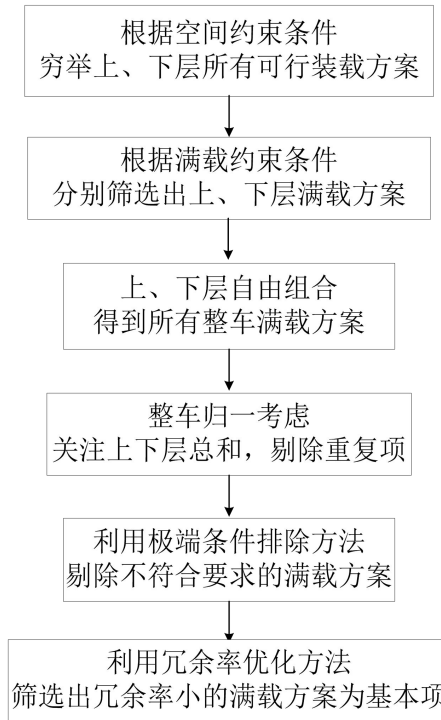 根据空间约束条件
穷举上、下层所有可行装载方案
根据满载约束条件
分别筛选出上、下层满载方案
上、下层自由组合
得到所有整车满载方案
整车归一考虑
关注上下层总和，剔除重复项
利用极端条件排除方法
剔除不符合要求的满载方案
利用冗余率优化方法
筛选出冗余率小的满载方案为基本项